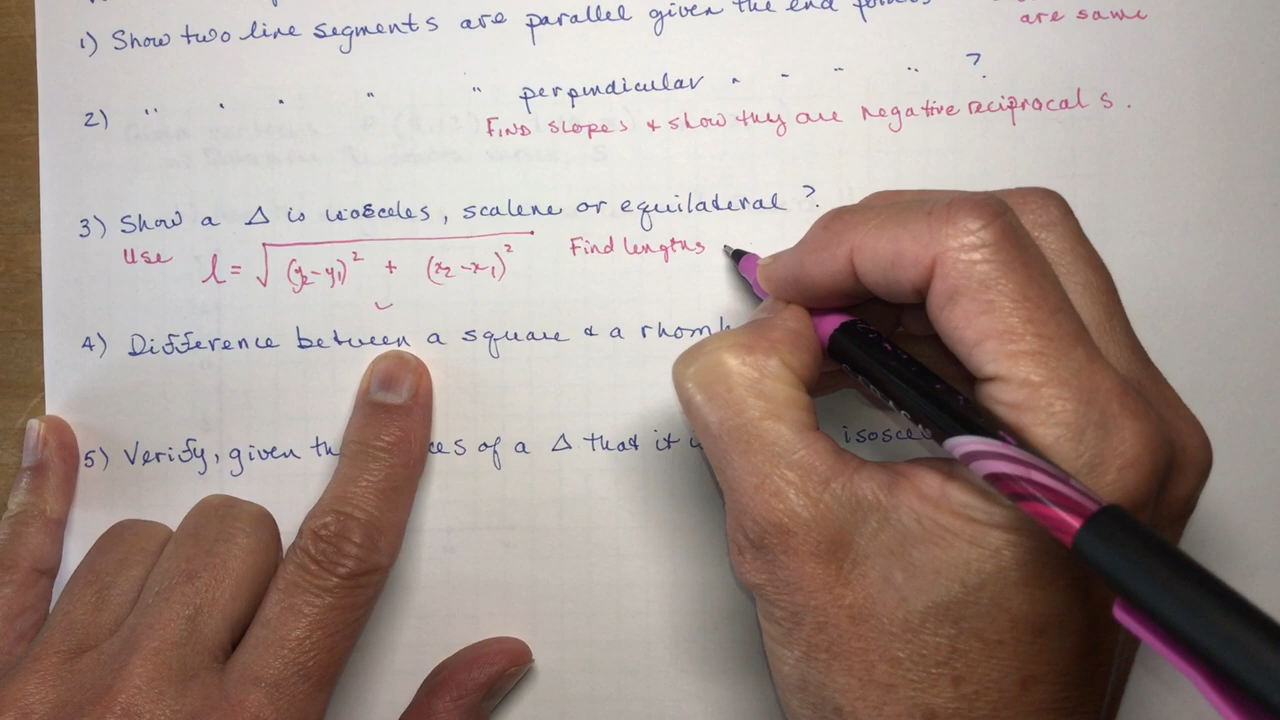 1) Show two line segments are parallel given the end points
are same
2) " " " " " perpendicular " " " " ?
Find slopes & show they are negative reciprocals.
3) Show a Δ is isosceles, scalene or equilateral ?
Use l = √(y₂-y₁)² + (x₂-x₁)² Find lengths
4) Difference between a square & a rhomb
5) Verify, given th ces of a Δ that it isosce